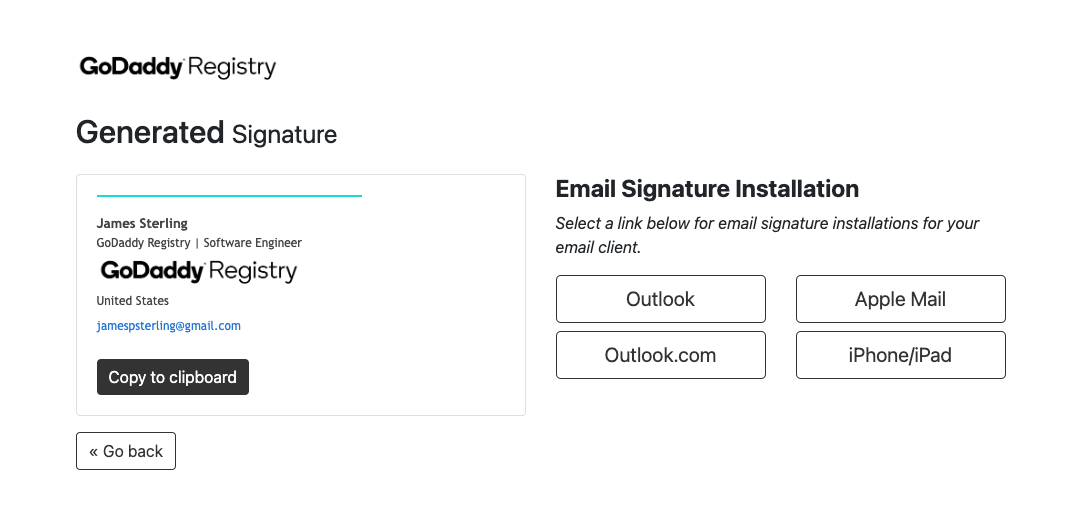 GoDaddy Registry
Generated Signature
James Sterling
GoDaddy Registry | Software Engineer
GoDaddy Registry
United States
jamespsterling@gmail.com
Copy to clipboard
« Go back
Email Signature Installation
Select a link below for email signature installations for your
email client.
Outlook
Apple Mail
Outlook.com
iPhone/iPad